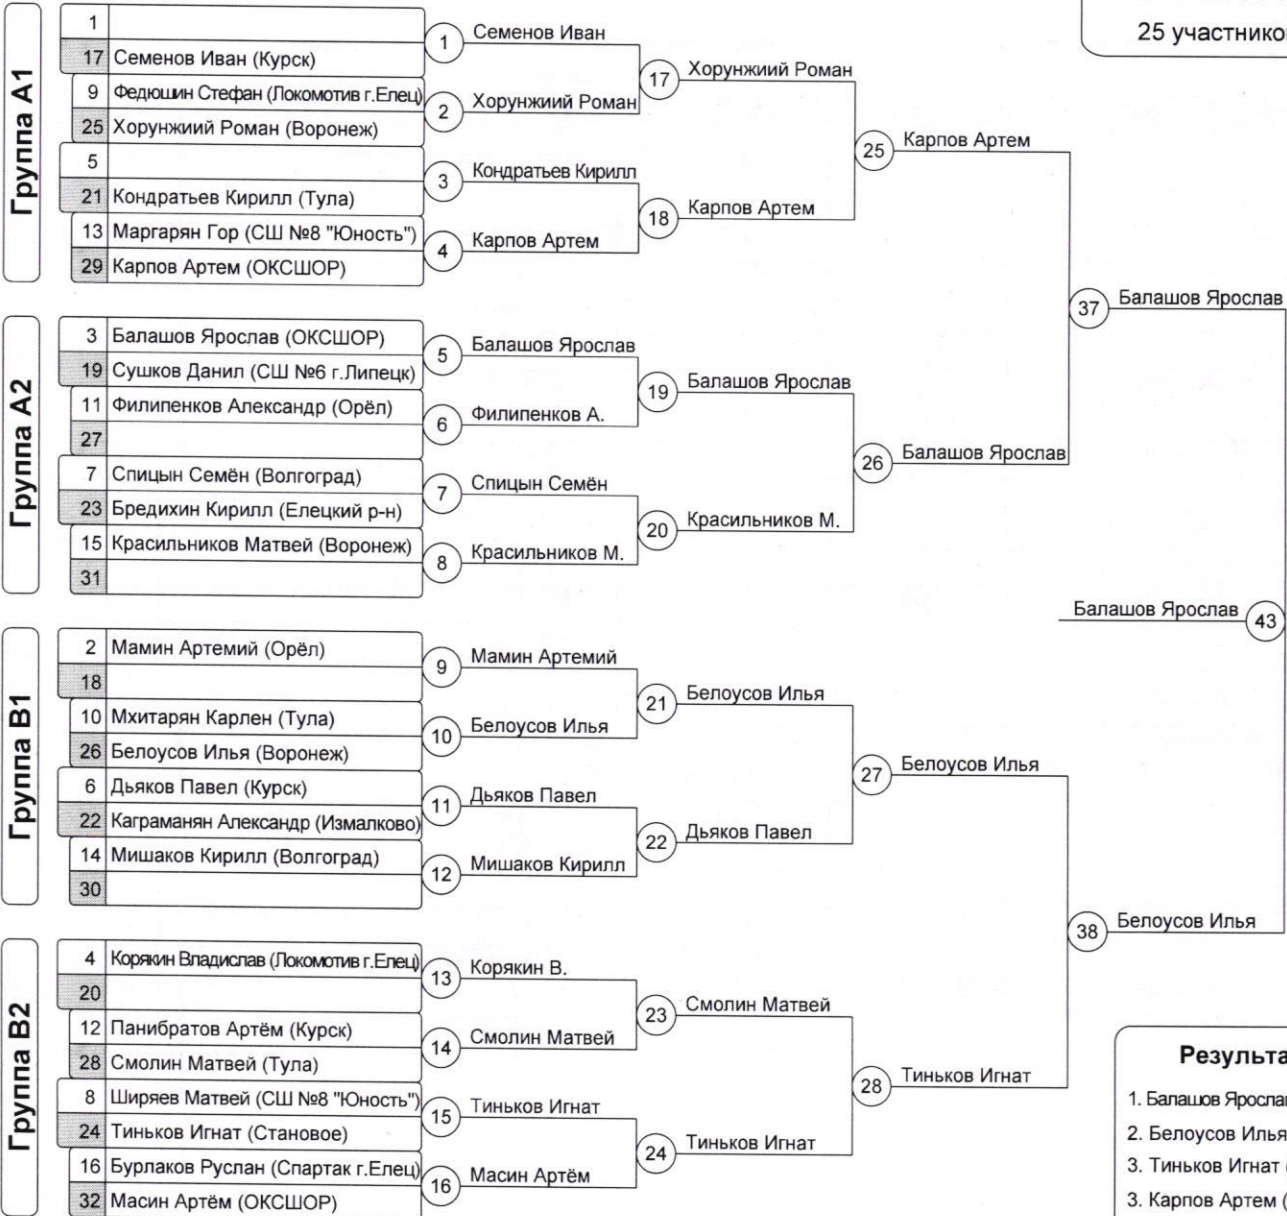 25 участнико
Группа A1
1
17 Семенов Иван (Курск)
9 Федюшин Стефан (Локомотив г.Елец)
25 Хорунжиий Роман (Воронеж)
5
21 Кондратьев Кирилл (Тула)
13 Маргарян Гор (СШ №8 "Юность")
29 Карпов Артем (ОКСШОР)
1 Семенов Иван
2 Хорунжиий Роман
3 Кондратьев Кирилл
4 Карпов Артем
17 Хорунжиий Роман
18 Карпов Артем
25 Карпов Артем
Группа A2
3 Балашов Ярослав (ОКСШОР)
19 Сушков Данил (СШ №6 г.Липецк)
11 Филипенков Александр (Орёл)
27
7 Спицын Семён (Волгоград)
23 Бредихин Кирилл (Елецкий р-н)
15 Красильников Матвей (Воронеж)
31
5 Балашов Ярослав
6 Филипенков А.
7 Спицын Семён
8 Красильников М.
19 Балашов Ярослав
20 Красильников М.
26 Балашов Ярослав
37 Балашов Ярослав
Балашов Ярослав 43
Группа B1
2 Мамин Артемий (Орёл)
18
10 Мхитарян Карлен (Тула)
26 Белоусов Илья (Воронеж)
6 Дьяков Павел (Курск)
22 Каграманян Александр (Измалково)
14 Мишаков Кирилл (Волгоград)
30
9 Мамин Артемий
10 Белоусов Илья
11 Дьяков Павел
12 Мишаков Кирилл
21 Белоусов Илья
22 Дьяков Павел
27 Белоусов Илья
Группа B2
4 Корякин Владислав (Локомотив г.Елец)
20
12 Панибратов Артём (Курск)
28 Смолин Матвей (Тула)
8 Ширяев Матвей (СШ №8 "Юность")
24 Тиньков Игнат (Становое)
16 Бурлаков Руслан (Спартак г.Елец)
32 Масин Артём (ОКСШОР)
13 Корякин В.
14 Смолин Матвей
15 Тиньков Игнат
16 Масин Артём
23 Смолин Матвей
24 Тиньков Игнат
28 Тиньков Игнат
38 Белоусов Илья
Результа
1. Балашов Ярослав
2. Белоусов Илья
3. Тиньков Игнат
3. Карпов Артем (